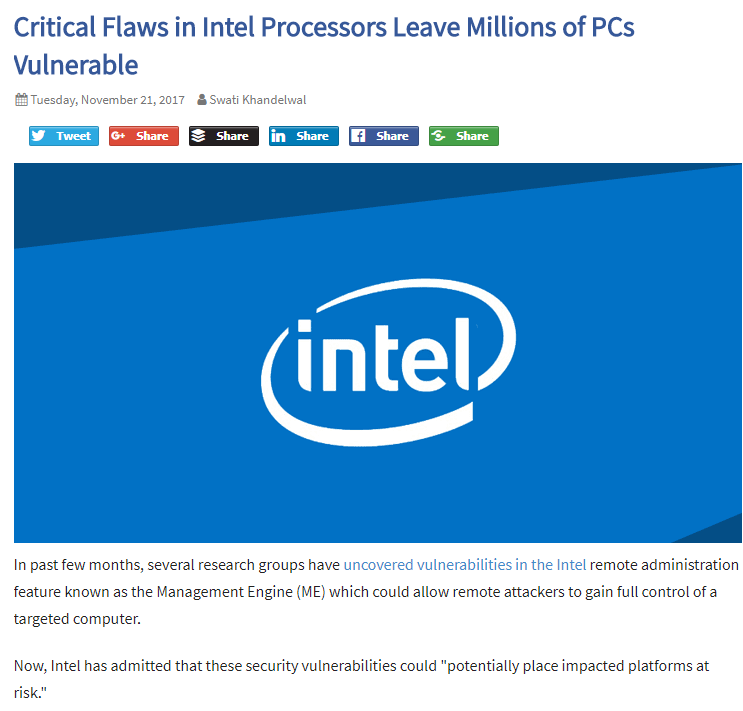 Critical Flaws in Intel Processors Leave Millions of PCs
Vulnerable
Tuesday, November 21, 2017 Swati Khandelwal
Tweet Share Share Share Share Share
intel
In past few months, several research groups have uncovered vulnerabilities in the Intel remote administration
feature known as the Management Engine (ME) which could allow remote attackers to gain full control of a
targeted computer.
Now, Intel has admitted that these security vulnerabilities could "potentially place impacted platforms at
risk."